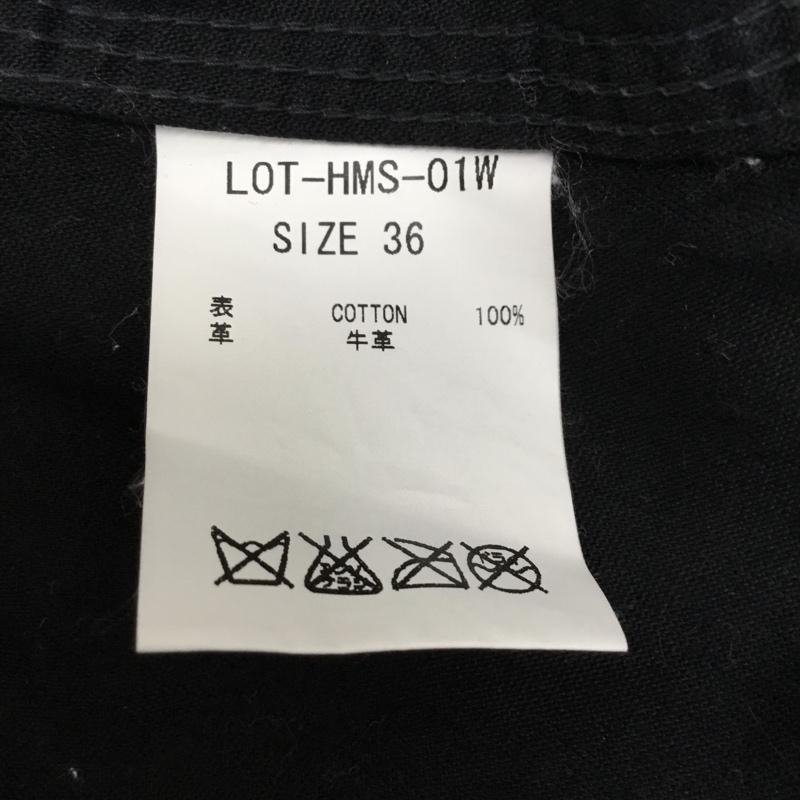 LOT-HMS-01W
SIZE 36
表 COTTON 100%
革 牛革